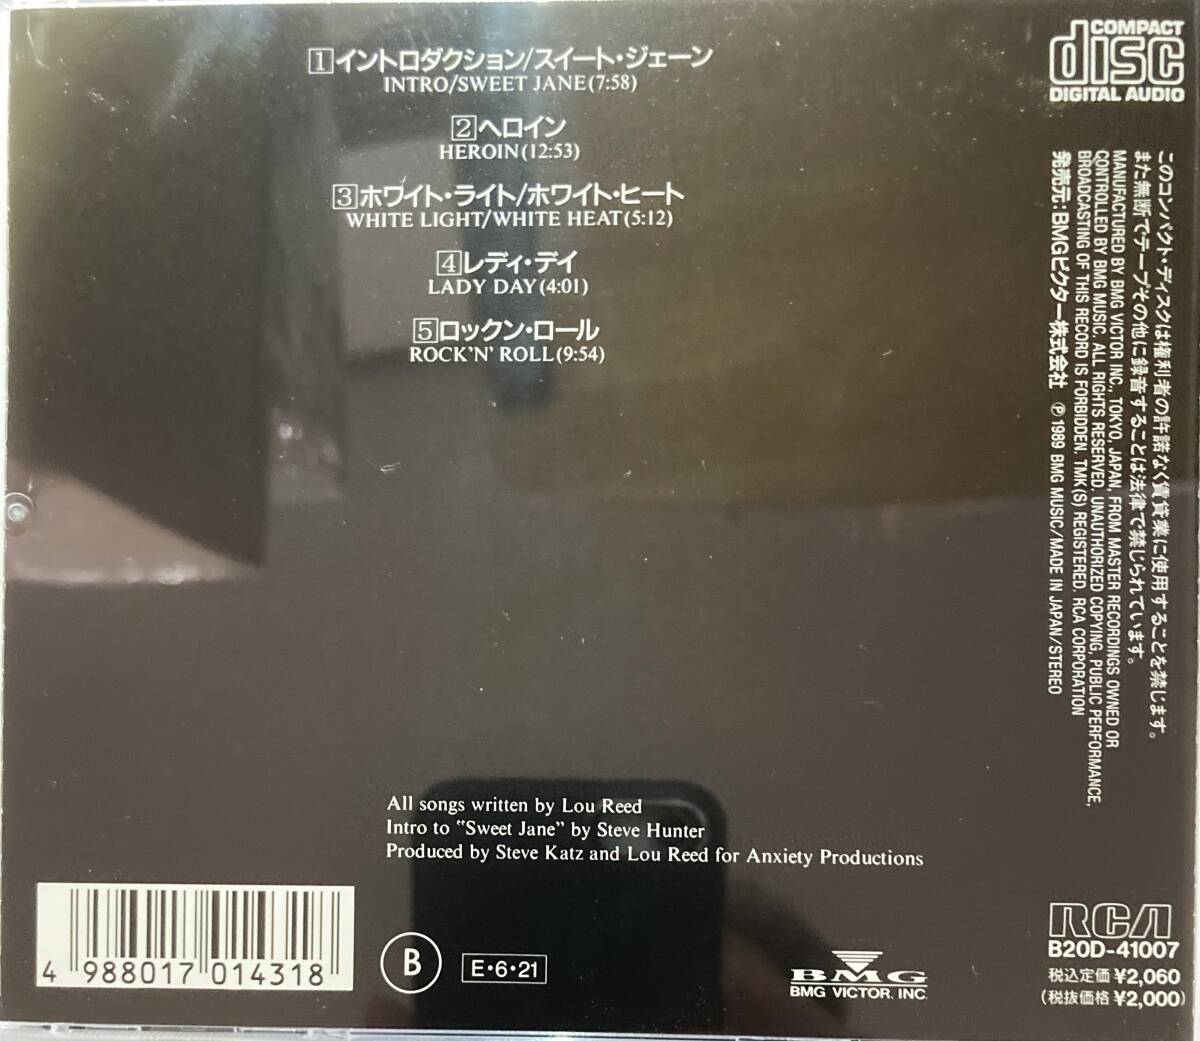 1 イントロダクション/スイート・ジェーン
INTRO/SWEET JANE(7:58)
2 ヘロイン
HEROIN(12:53)
3 ホワイト・ライト/ホワイト・ヒート
WHITE LIGHT/WHITE HEAT(5:12)
4 レディ・デイ
LADY DAY(4:01)
5 ロックン・ロール
ROCK'N' ROLL(9:54)
COMPACT
disc
DIGITAL AUDIO
このコンパクト・ディスクは権利者の許諾なく賃貸業に使用することを禁じます。
また無断でテープその他に録音することは法律で禁じられています。
MANUFACTURED BY BMG VICTOR INC., TOKYO, JAPAN, FROM MASTER RECORDINGS OWNED OR
CONTROLLED BY BMG MUSIC. ALL RIGHTS RESERVED. UNAUTHORIZED COPYING, PUBLIC PERFORMANCE,
BROADCASTING OF THIS RECORD IS FORBIDDEN. TMK(S) REGISTERED. RCA CORPORATION
発売元:BMGビクター株式会社 ℗ 1989 BMG MUSIC/MADE IN JAPAN/STEREO
All songs written by Lou Reed
Intro to "Sweet Jane" by Steve Hunter
Produced by Steve Katz and Lou Reed for Anxiety Productions
4 988017 014318
B
E・6・21
BMG
BMG VICTOR, INC.
RCA
B20D-41007
税込定価 ¥2,060
(税抜価格 ¥2,000)